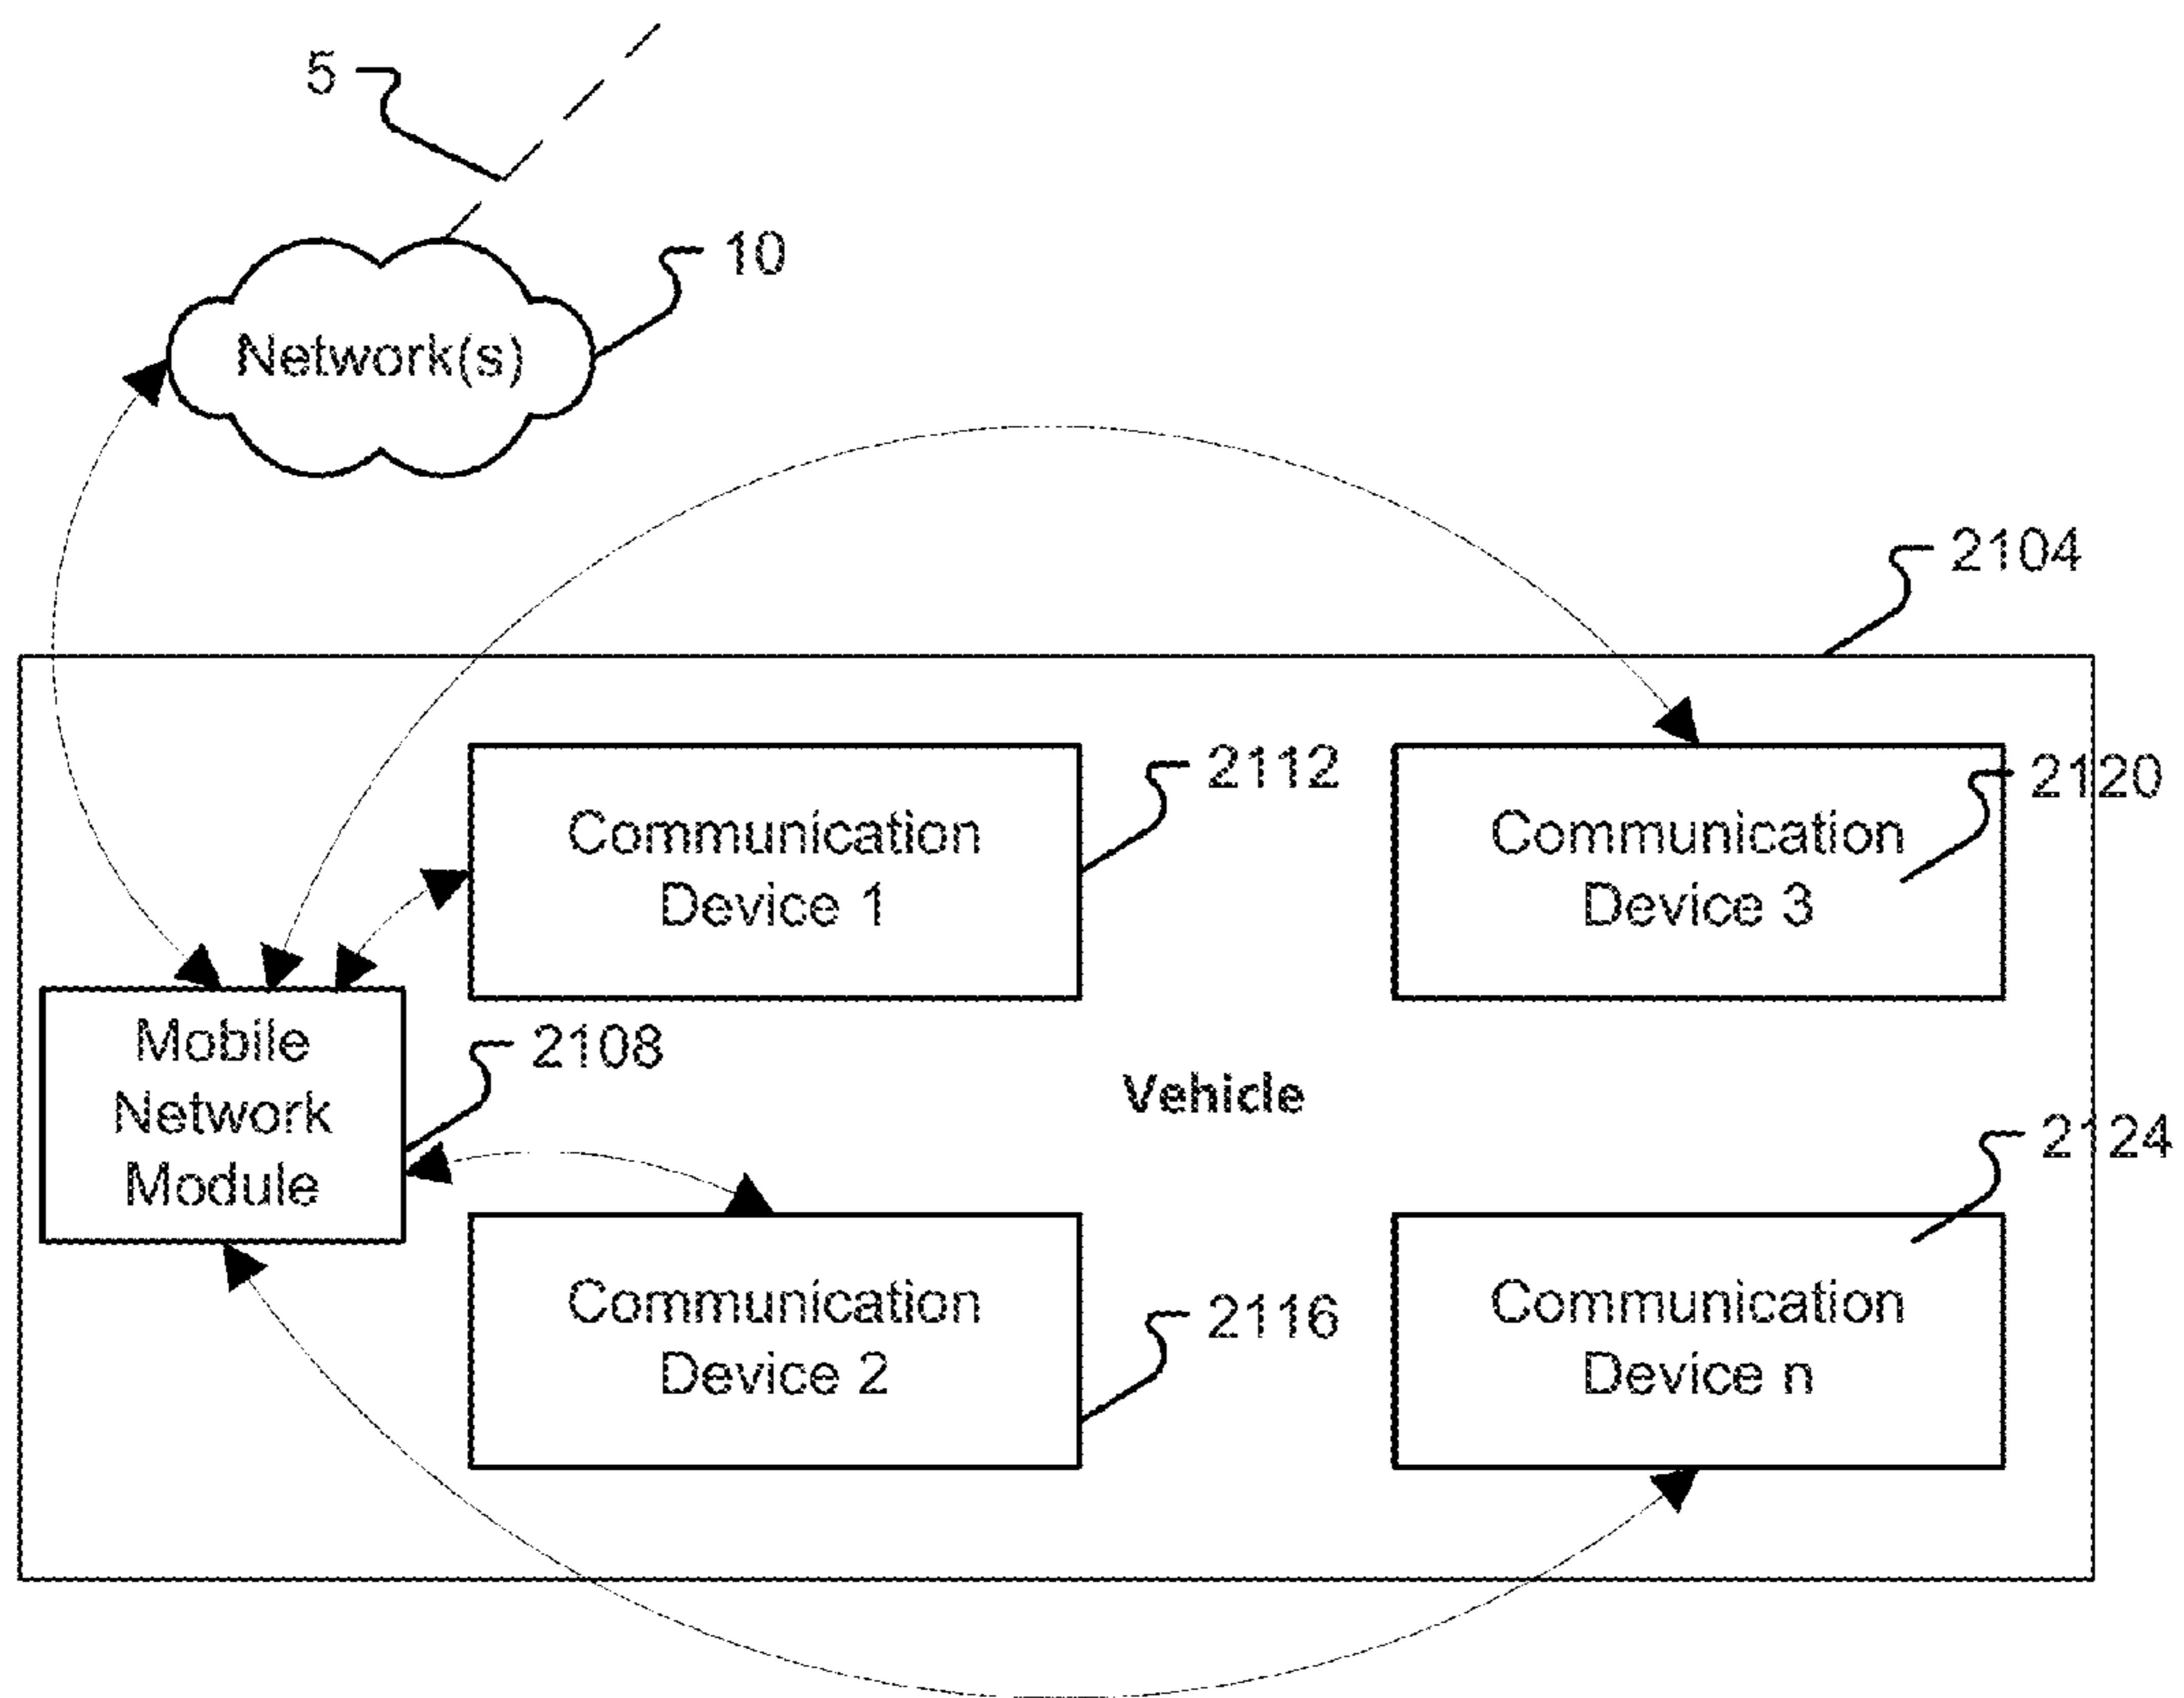 5
10
Network(s)
2104
2112
2120
Communication
Device 1
Communication
Device 3
Mobile
Network
Module
2108
Vehicle
2124
Communication
Device 2
2116
Communication
Device n